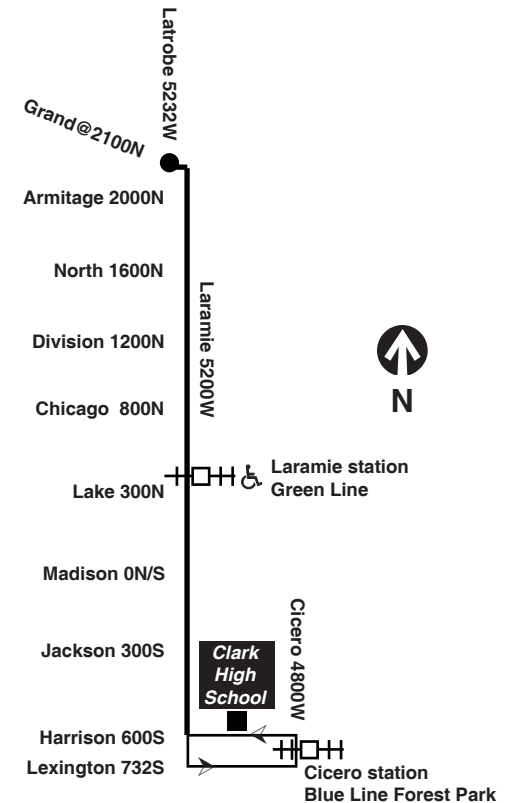 Latrobe 5232W
Grand@2100N
Armitage 2000N
North 1600N
Laramie 5200W
Division 1200N
N
Chicago  800N
Laramie station
Green Line
Lake 300N
Madison 0N/S
Cicero 4800W
Jackson 300S
Clark
High
School
Harrison 600S
Lexington 732S
Cicero station
Blue Line Forest Park